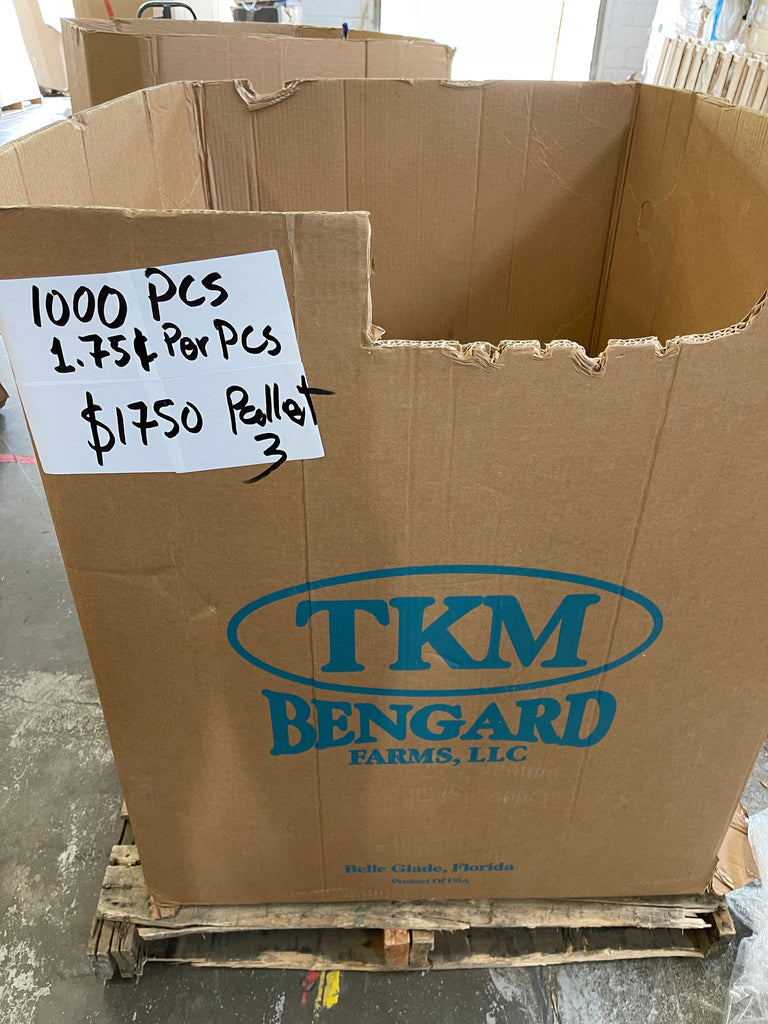 1000 Pcs
1.75¢ Per Pcs
$1750 Pallet
3
TKM
BENGARD
FARMS, LLC
Belle Glade, Florida
Product Of USA